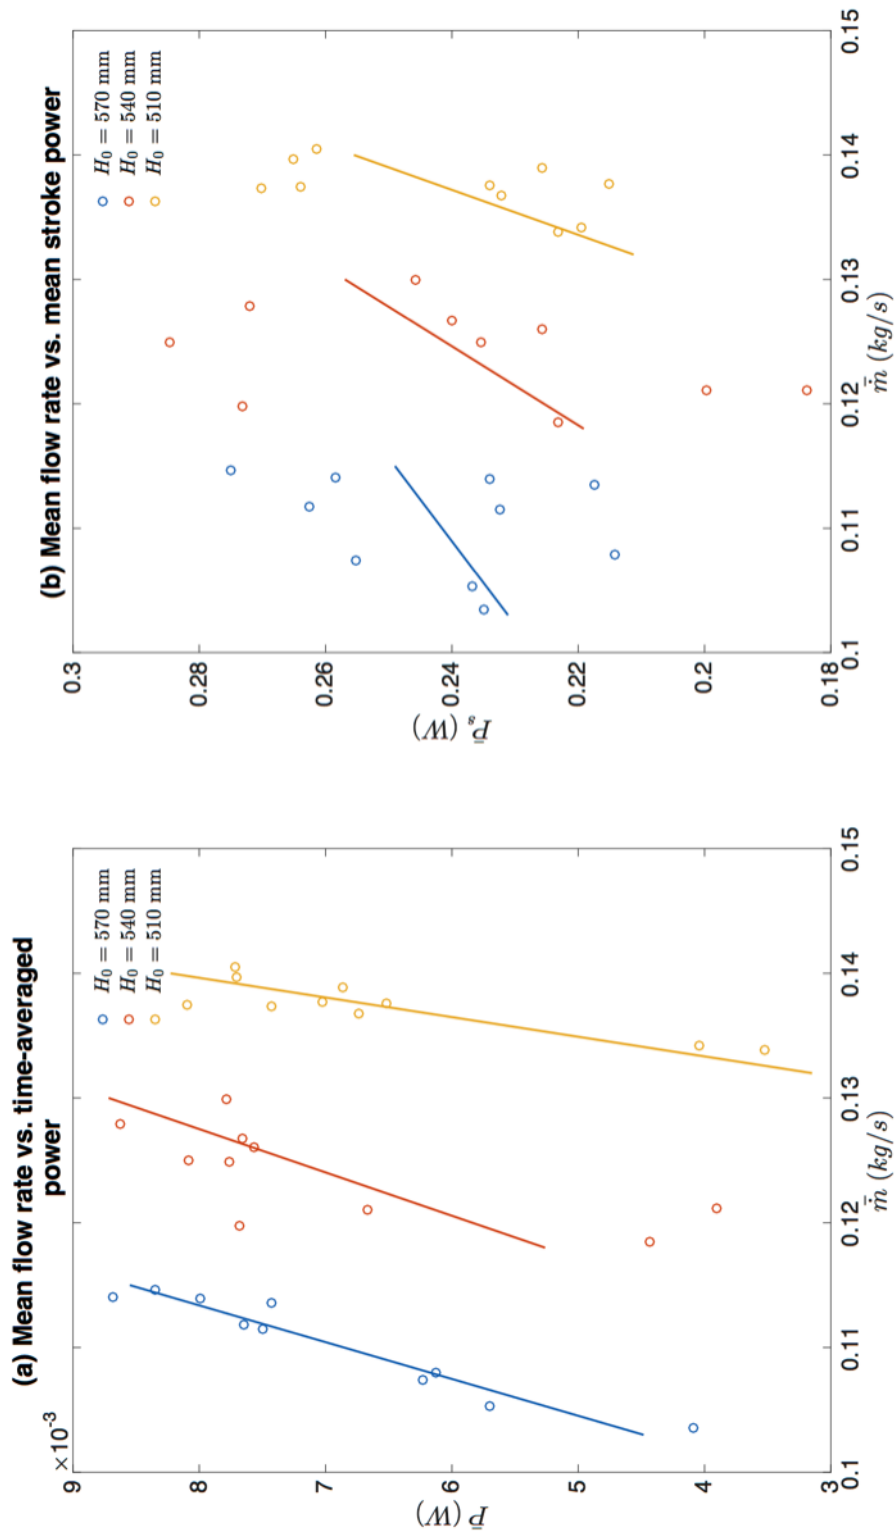 (a) Mean flow rate vs. time-averaged
power
×10⁻³
9
8
7
6
5
4
3
P̄ (W)
H₀ = 570 mm
H₀ = 540 mm
H₀ = 510 mm
0.1
0.11
0.12
0.13
0.14
0.15
ṁ̄ (kg/s)
(b) Mean flow rate vs. mean stroke power
0.3
0.28
0.26
0.24
0.22
0.2
0.18
P̄ₛ (W)
H₀ = 570 mm
H₀ = 540 mm
H₀ = 510 mm
0.1
0.11
0.12
0.13
0.14
0.15
ṁ̄ (kg/s)